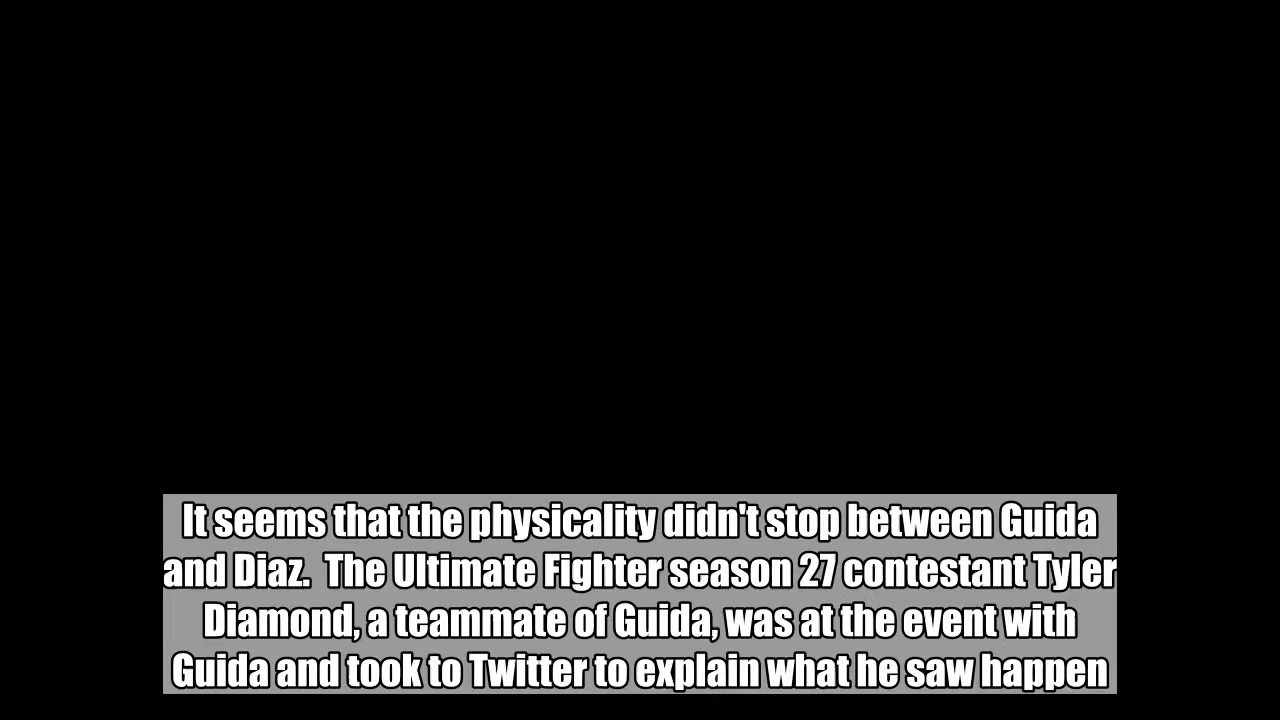 It seems that the physicality didn't stop between Guida
and Diaz.  The Ultimate Fighter season 27 contestant Tyler
Diamond, a teammate of Guida, was at the event with
Guida and took to Twitter to explain what he saw happen